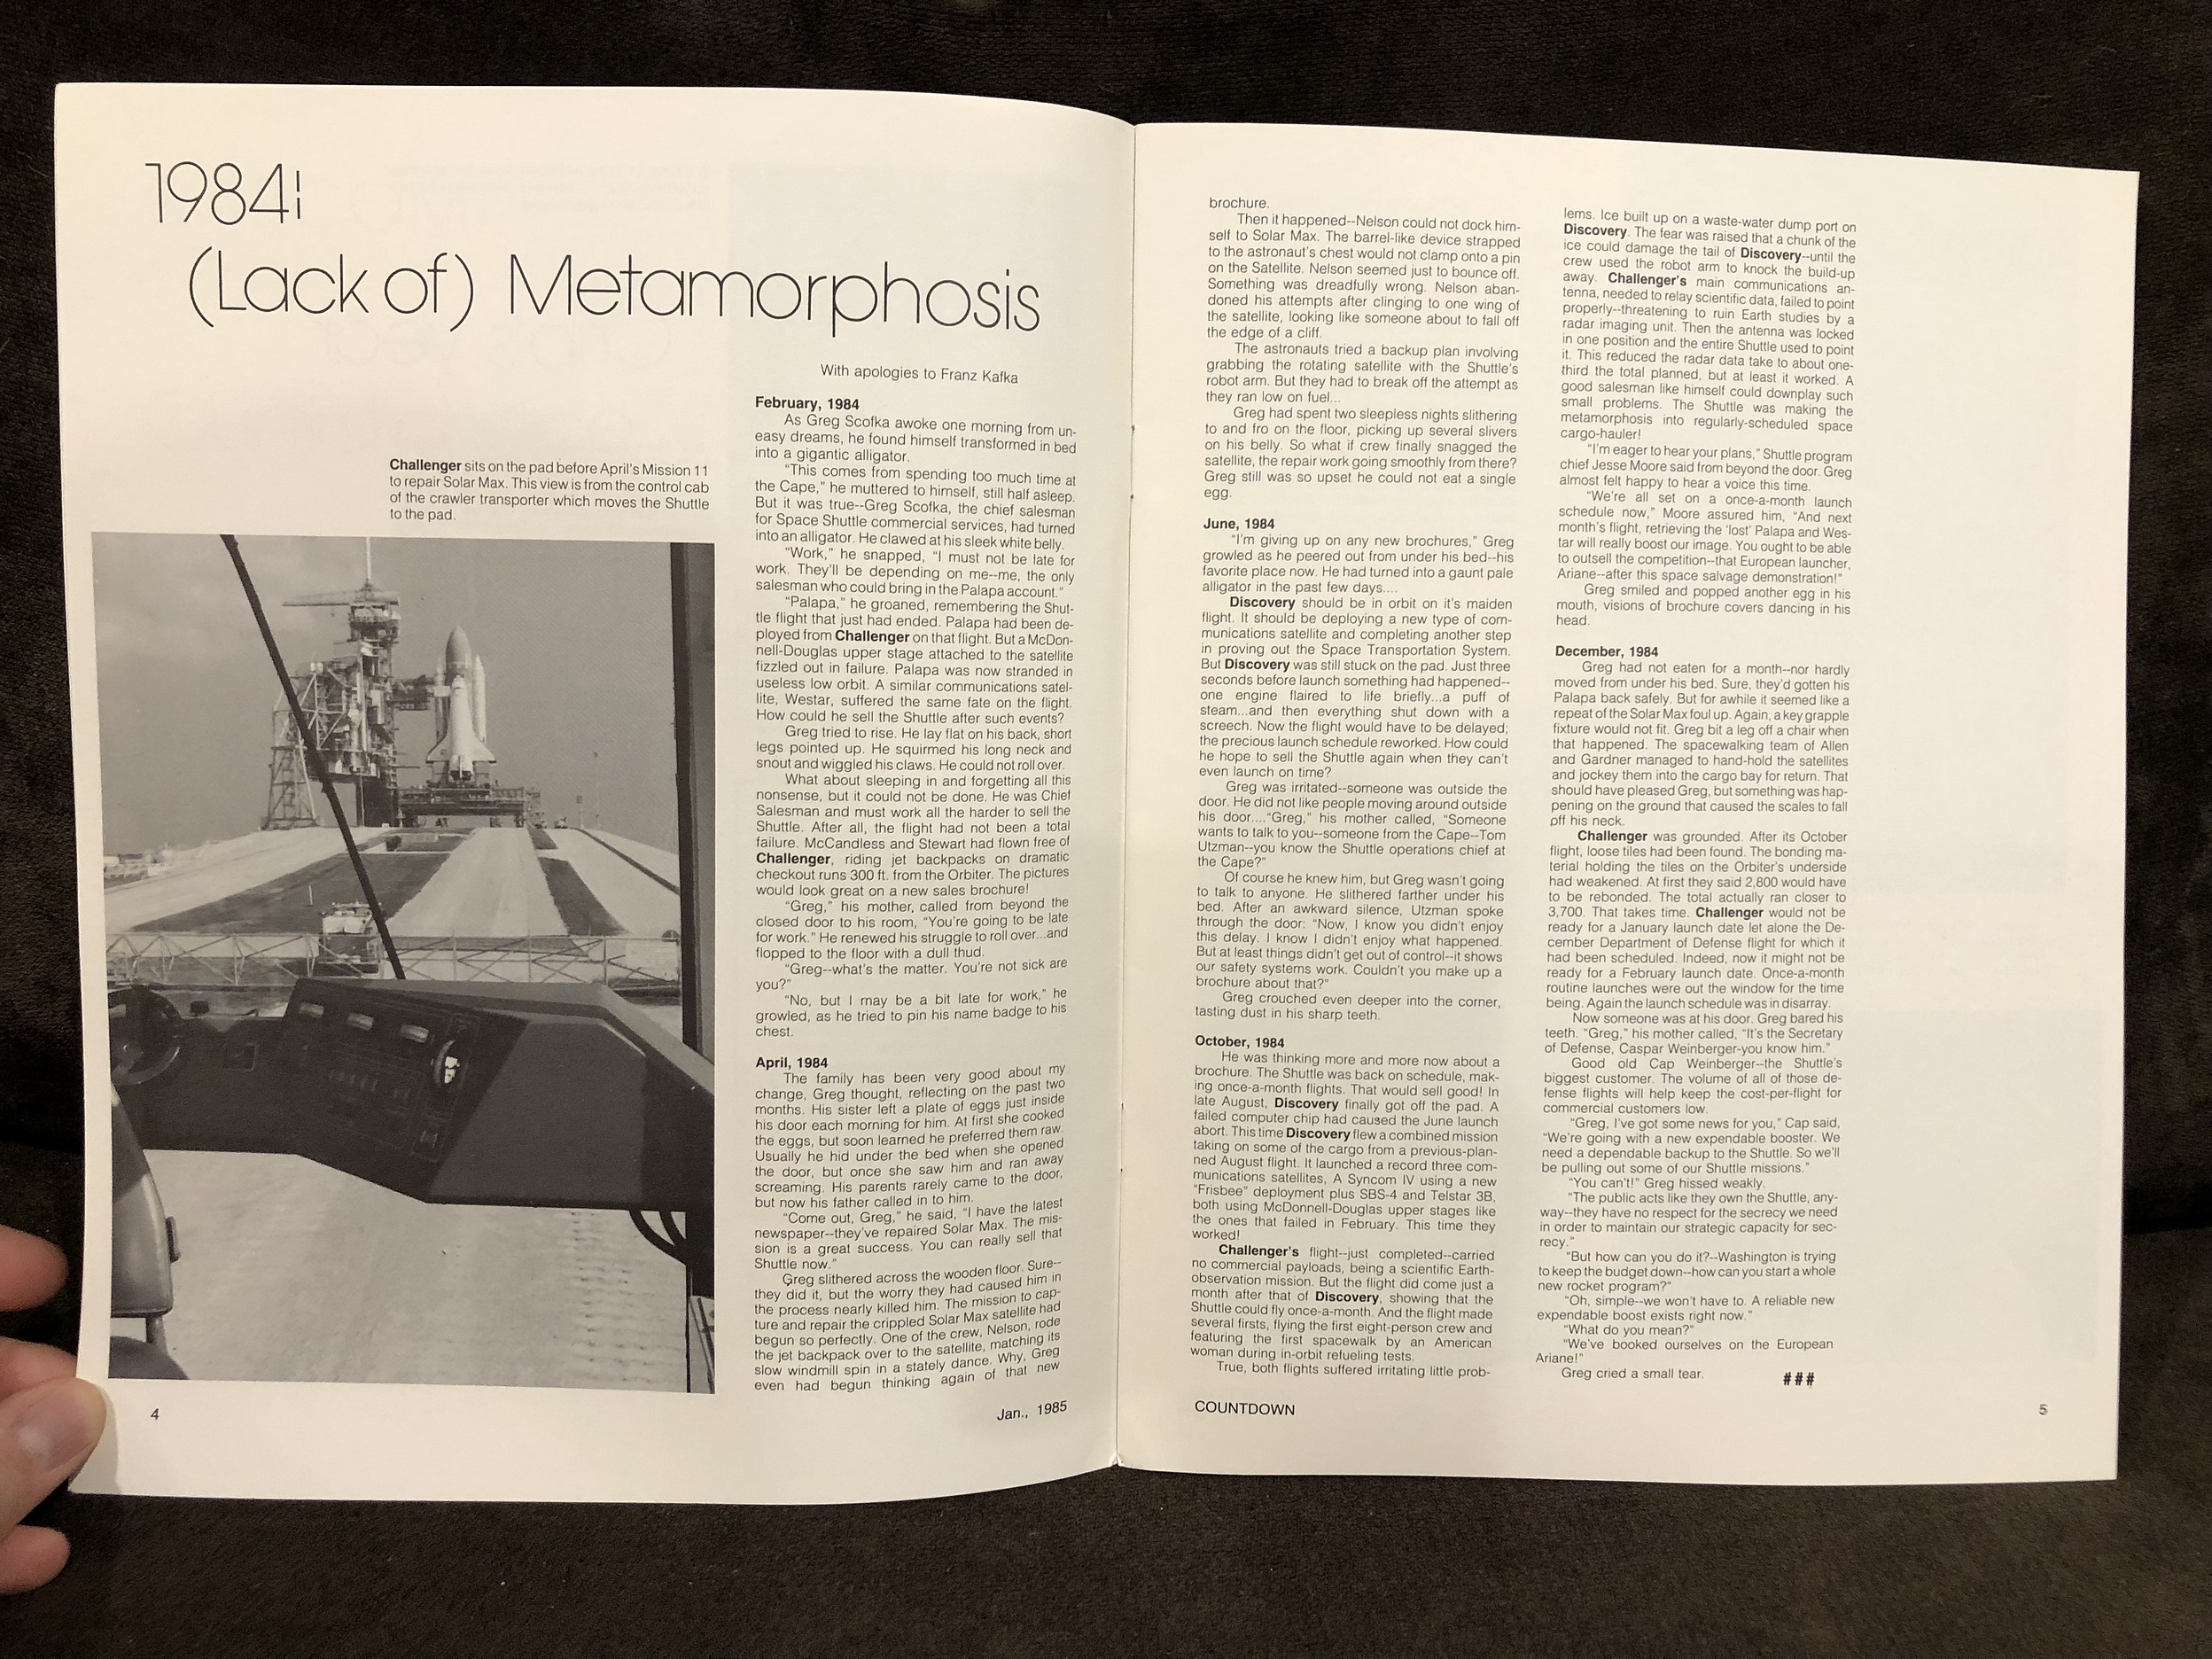 1984:
(Lack of) Metamorphosis
With apologies to Franz Kafka
Challenger sits on the pad before April's Mission 11
to repair Solar Max. This view is from the control cab
of the crawler transporter which moves the Shuttle
to the pad.
February, 1984
As Greg Scofka awoke one morning from un-
easy dreams, he found himself transformed in bed
into a gigantic alligator.
"This comes from spending too much time at
the Cape," he muttered to himself, still half asleep.
But it was true--Greg Scofka, the chief salesman
for Space Shuttle commercial services, had turned
into an alligator. He clawed at his sleek white belly.
"Work," he snapped, "I must not be late for
work. They'll be depending on me--me, the only
salesman who could bring in the Palapa account."
"Palapa," he groaned, remembering the Shut-
tle flight that just had ended. Palapa had been de-
ployed from Challenger on that flight. But a McDon-
nell-Douglas upper stage attached to the satellite
fizzled out in failure. Palapa was now stranded in
useless low orbit. A similar communications satel-
lite, Westar, suffered the same fate on the flight.
How could he sell the Shuttle after such events?
Greg tried to rise. He lay flat on his back, short
legs pointed up. He squirmed his long neck and
snout and wiggled his claws. He could not roll over.
What about sleeping in and forgetting all this
nonsense, but it could not be done. He was Chief
Salesman and must work all the harder to sell the
Shuttle. After all, the flight had not been a total
failure. McCandless and Stewart had flown free of
Challenger, riding jet backpacks on dramatic
checkout runs 300 ft. from the Orbiter. The pictures
would look great on a new sales brochure!
"Greg," his mother, called from beyond the
closed door to his room, "You're going to be late
for work." He renewed his struggle to roll over...and
flopped to the floor with a dull thud.
"Greg--what's the matter. You're not sick are
you?"
"No, but I may be a bit late for work," he
growled, as he tried to pin his name badge to his
chest.
April, 1984
The family has been very good about my
change, Greg thought, reflecting on the past two
months. His sister left a plate of eggs just inside
his door each morning for him. At first she cooked
the eggs, but soon learned he preferred them raw.
Usually he hid under the bed when she opened
the door, but once she saw him and ran away
screaming. His parents rarely came to the door,
but now his father called in to him.
"Come out, Greg," he said, "I have the latest
newspaper--they've repaired Solar Max. The mis-
sion is a great success. You can really sell that
Shuttle now."
Greg slithered across the wooden floor. Sure--
they did it, but the worry they had caused him in
the process nearly killed him. The mission to cap-
ture and repair the crippled Solar Max satellite had
begun so perfectly. One of the crew, Nelson, rode
the jet backpack over to the satellite, matching its
slow windmill spin in a stately dance. Why, Greg
even had begun thinking again of that new
4
Jan., 1985
brochure.
Then it happened--Nelson could not dock him-
self to Solar Max. The barrel-like device strapped
to the astronaut's chest would not clamp onto a pin
on the Satellite. Nelson seemed just to bounce off.
Something was dreadfully wrong. Nelson aban-
doned his attempts after clinging to one wing of
the satellite, looking like someone about to fall off
the edge of a cliff.
The astronauts tried a backup plan involving
grabbing the rotating satellite with the Shuttle's
robot arm. But they had to break off the attempt as
they ran low on fuel...
Greg had spent two sleepless nights slithering
to and fro on the floor, picking up several slivers
on his belly. So what if crew finally snagged the
satellite, the repair work going smoothly from there?
Greg still was so upset he could not eat a single
egg.
June, 1984
"I'm giving up on any new brochures," Greg
growled as he peered out from under his bed--his
favorite place now. He had turned into a gaunt pale
alligator in the past few days....
Discovery should be in orbit on it's maiden
flight. It should be deploying a new type of com-
munications satellite and completing another step
in proving out the Space Transportation System.
But Discovery was still stuck on the pad. Just three
seconds before launch something had happened--
one engine flaired to life briefly...a puff of
steam...and then everything shut down with a
screech. Now the flight would have to be delayed;
the precious launch schedule reworked. How could
he hope to sell the Shuttle again when they can't
even launch on time?
Greg was irritated--someone was outside the
door. He did not like people moving around outside
his door...."Greg," his mother called, "Someone
wants to talk to you--someone from the Cape--Tom
Utzman--you know the Shuttle operations chief at
the Cape?"
Of course he knew him, but Greg wasn't going
to talk to anyone. He slithered farther under his
bed. After an awkward silence, Utzman spoke
through the door: "Now, I know you didn't enjoy
this delay. I know I didn't enjoy what happened.
But at least things didn't get out of control--it shows
our safety systems work. Couldn't you make up a
brochure about that?"
Greg crouched even deeper into the corner,
tasting dust in his sharp teeth.
October, 1984
He was thinking more and more now about a
brochure. The Shuttle was back on schedule, mak-
ing once-a-month flights. That would sell good! In
late August, Discovery finally got off the pad. A
failed computer chip had caused the June launch
abort. This time Discovery flew a combined mission
taking on some of the cargo from a previous-plan-
ned August flight. It launched a record three com-
munications satellites, A Syncom IV using a new
"Frisbee" deployment plus SBS-4 and Telstar 3B,
both using McDonnell-Douglas upper stages like
the ones that failed in February. This time they
worked!
Challenger's flight--just completed--carried
no commercial payloads, being a scientific Earth-
observation mission. But the flight did come just a
month after that of Discovery, showing that the
Shuttle could fly once-a-month. And the flight made
several firsts, flying the first eight-person crew and
featuring the first spacewalk by an American
woman during in-orbit refueling tests.
True, both flights suffered irritating little prob-
lems. Ice built up on a waste-water dump port on
Discovery. The fear was raised that a chunk of the
ice could damage the tail of Discovery--until the
crew used the robot arm to knock the build-up
away. Challenger's main communications an-
tenna, needed to relay scientific data, failed to point
properly--threatening to ruin Earth studies by a
radar imaging unit. Then the antenna was locked
in one position and the entire Shuttle used to point
it. This reduced the radar data take to about one-
third the total planned, but at least it worked. A
good salesman like himself could downplay such
small problems. The Shuttle was making the
metamorphosis into regularly-scheduled space
cargo-hauler!
"I'm eager to hear your plans," Shuttle program
chief Jesse Moore said from beyond the door. Greg
almost felt happy to hear a voice this time.
"We're all set on a once-a-month launch
schedule now," Moore assured him, "And next
month's flight, retrieving the 'lost' Palapa and Wes-
tar will really boost our image. You ought to be able
to outsell the competition--that European launcher,
Ariane--after this space salvage demonstration!"
Greg smiled and popped another egg in his
mouth, visions of brochure covers dancing in his
head.
December, 1984
Greg had not eaten for a month--nor hardly
moved from under his bed. Sure, they'd gotten his
Palapa back safely. But for awhile it seemed like a
repeat of the Solar Max foul up. Again, a key grapple
fixture would not fit. Greg bit a leg off a chair when
that happened. The spacewalking team of Allen
and Gardner managed to hand-hold the satellites
and jockey them into the cargo bay for return. That
should have pleased Greg, but something was hap-
pening on the ground that caused the scales to fall
off his neck.
Challenger was grounded. After its October
flight, loose tiles had been found. The bonding ma-
terial holding the tiles on the Orbiter's underside
had weakened. At first they said 2,800 would have
to be rebonded. The total actually ran closer to
3,700. That takes time. Challenger would not be
ready for a January launch date let alone the De-
cember Department of Defense flight for which it
had been scheduled. Indeed, now it might not be
ready for a February launch date. Once-a-month
routine launches were out the window for the time
being. Again the launch schedule was in disarray.
Now someone was at his door. Greg bared his
teeth. "Greg," his mother called, "It's the Secretary
of Defense, Caspar Weinberger-you know him."
Good old Cap Weinberger--the Shuttle's
biggest customer. The volume of all of those de-
fense flights will help keep the cost-per-flight for
commercial customers low.
"Greg, I've got some news for you," Cap said,
"We're going with a new expendable booster. We
need a dependable backup to the Shuttle. So we'll
be pulling out some of our Shuttle missions."
"You can't!" Greg hissed weakly.
"The public acts like they own the Shuttle, any-
way--they have no respect for the secrecy we need
in order to maintain our strategic capacity for sec-
recy."
"But how can you do it?--Washington is trying
to keep the budget down--how can you start a whole
new rocket program?"
"Oh, simple--we won't have to. A reliable new
expendable boost exists right now."
"What do you mean?"
"We've booked ourselves on the European
Ariane!"
Greg cried a small tear.
###
COUNTDOWN
5